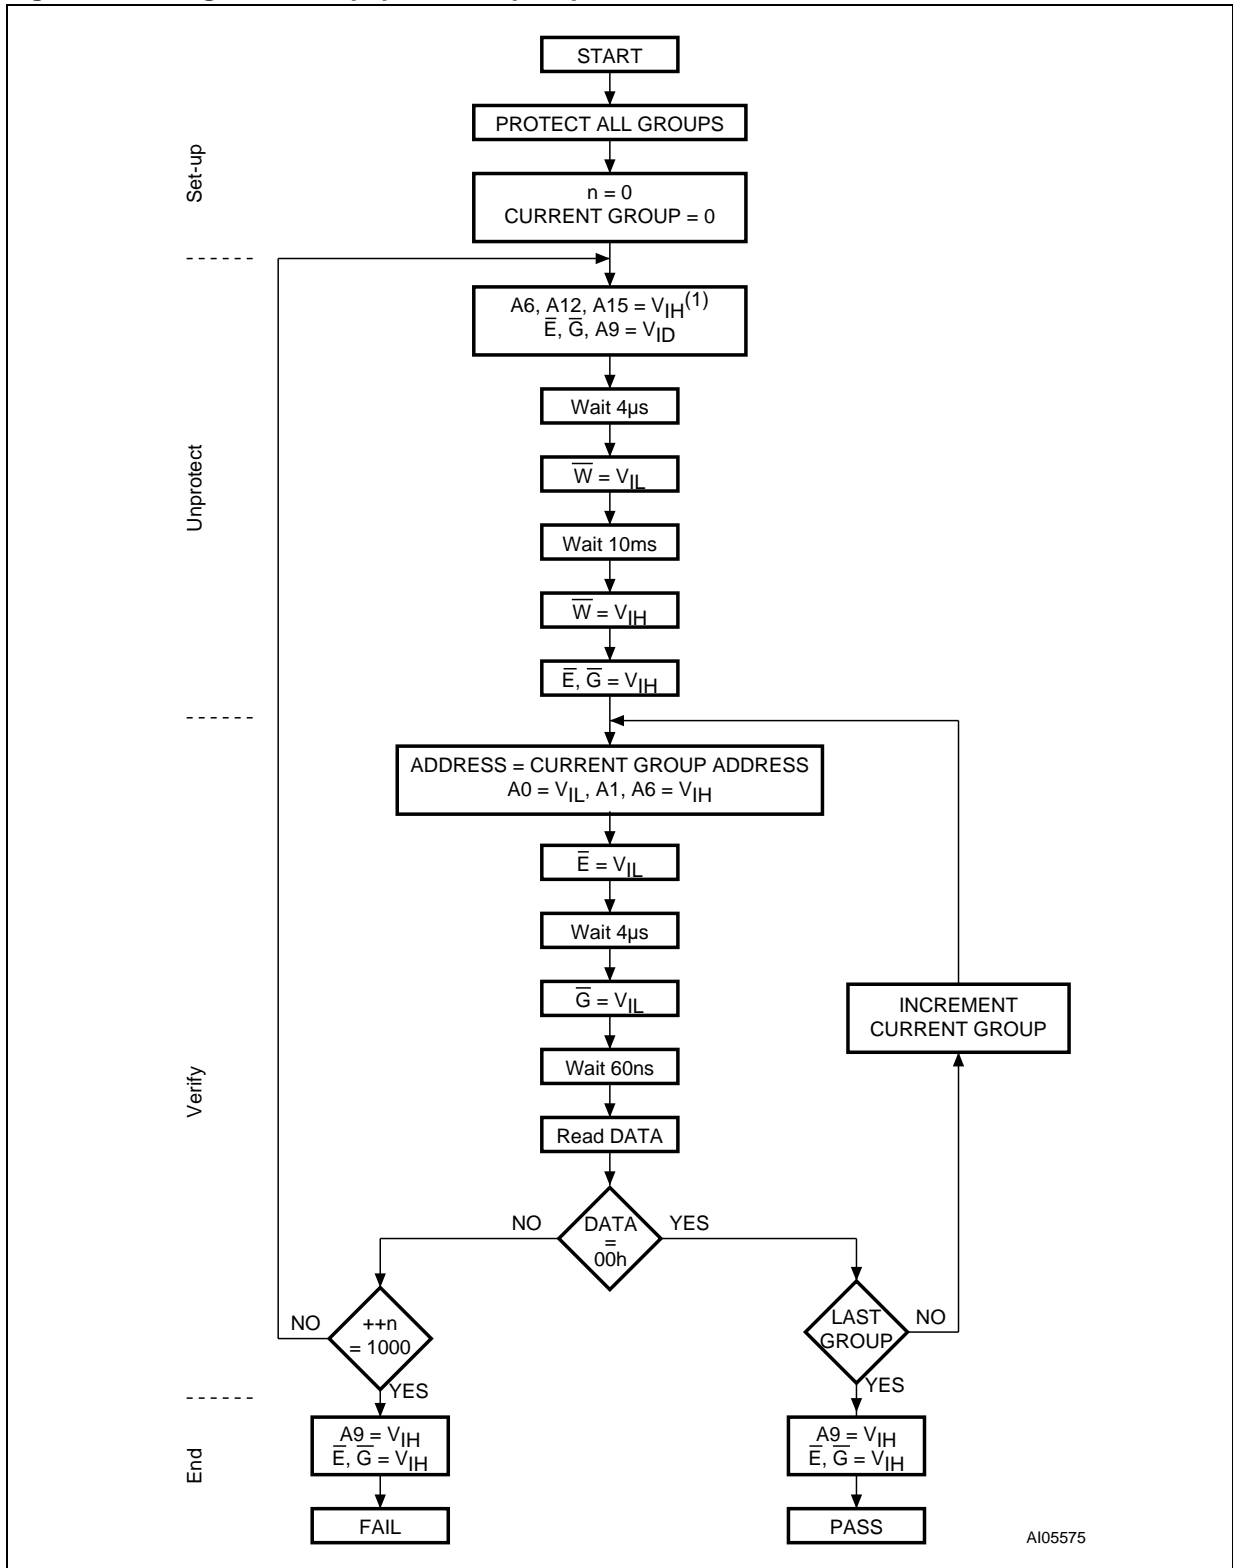 START
PROTECT ALL GROUPS
Set-up
n = 0
CURRENT GROUP = 0
A6, A12, A15 = VIH(1)
E̅, G̅, A9 = VID
Wait 4µs
Unprotect
W̅ = VIL
Wait 10ms
W̅ = VIH
E̅, G̅ = VIH
ADDRESS = CURRENT GROUP ADDRESS
A0 = VIL, A1, A6 = VIH
E̅ = VIL
Wait 4µs
G̅ = VIL
INCREMENT
CURRENT GROUP
Wait 60ns
Verify
Read DATA
NO
DATA
=
00h
YES
NO
++n
= 1000
YES
LAST
GROUP
NO
YES
End
A9 = VIH
E̅, G̅ = VIH
A9 = VIH
E̅, G̅ = VIH
FAIL
PASS
AI05575